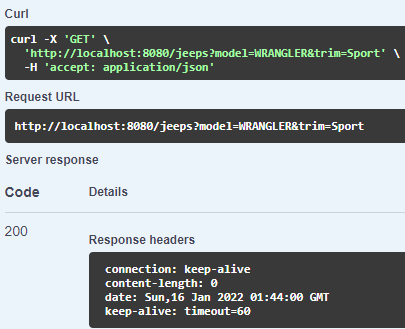 Curl
curl -X 'GET' \
'http://localhost:8080/jeeps?model=WRANGLER&trim=Sport' \
-H 'accept: application/json'
Request URL
http://localhost:8080/jeeps?model=WRANGLER&trim=Sport
Server response
Code Details
200
Response headers
connection: keep-alive
content-length: 0
date: Sun,16 Jan 2022 01:44:00 GMT
keep-alive: timeout=60